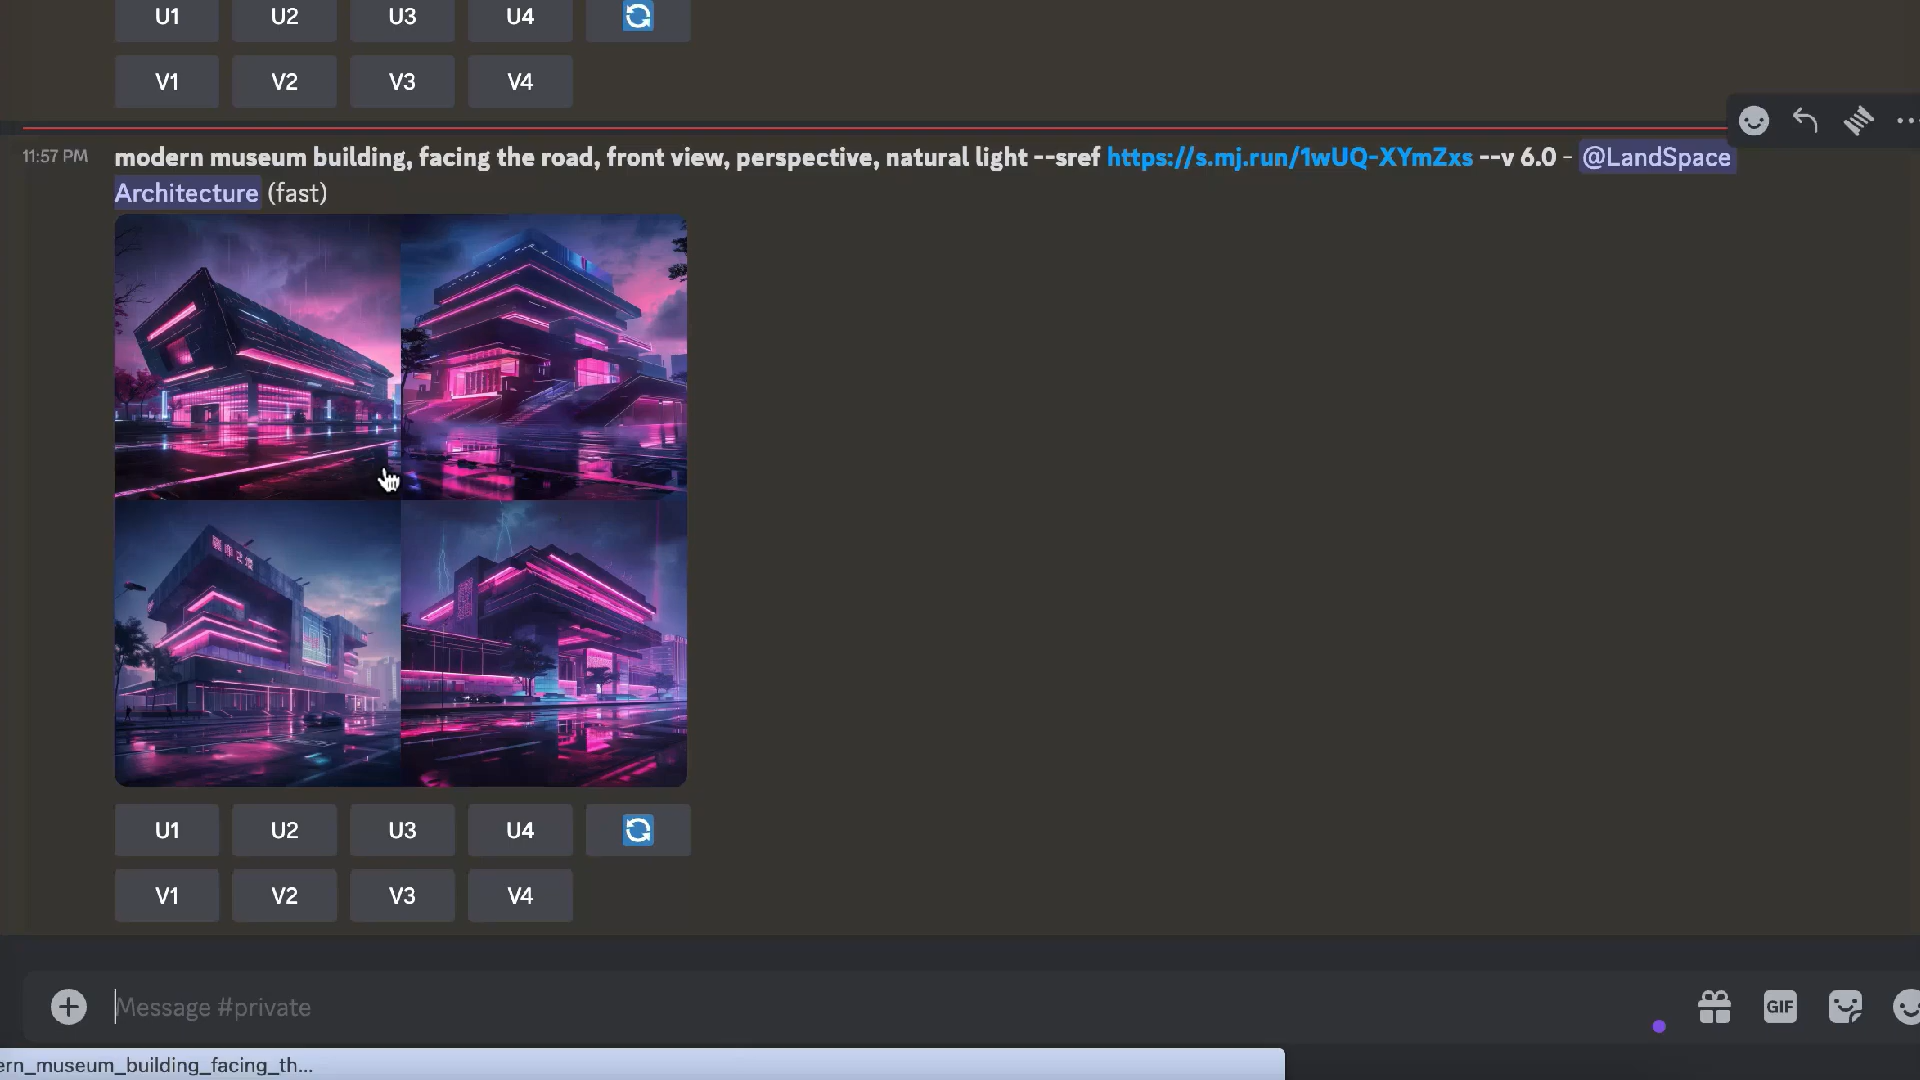 U1 U2 U3 U4
V1 V2 V3 V4
11:57 PM modern museum building, facing the road, front view, perspective, natural light --sref https://s.mj.run/1wUQ-XYmZxs --v 6.0 - @LandSpace
Architecture (fast)
U1 U2 U3 U4
V1 V2 V3 V4
Message #private
GIF
ern_museum_building_facing_th...